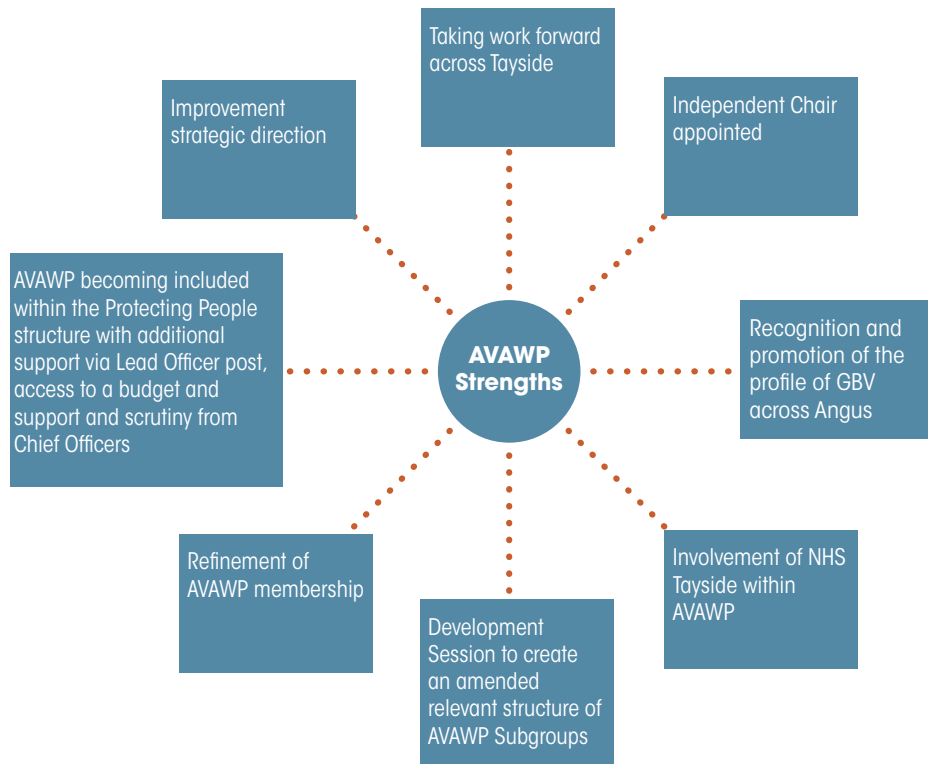 Taking work forward
across Tayside
Improvement
strategic direction
Independent Chair
appointed
AVAWP becoming included
within the Protecting People
structure with additional
support via Lead Officer post,
access to a budget and
support and scrutiny from
Chief Officers
AVAWP
Strengths
Recognition and
promotion of the
profile of GBV
across Angus
Refinement of
AVAWP membership
Involvement of NHS
Tayside within
AVAWP
Development
Session to create
an amended
relevant structure of
AVAWP Subgroups